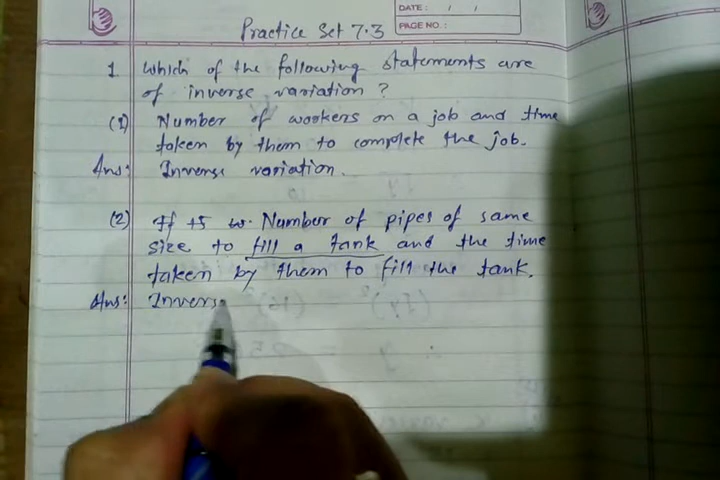 DATE: / /
PAGE NO.:
Practice Set 7.3
1 Which of the following statements are
of inverse variation ?
(1) Number of workers on a job and time
taken by them to complete the job.
Ans: Inverse variation.
(2) Number of pipes of same
size to fill a tank and the time
taken by them to fill the tank.
Ans: Invers